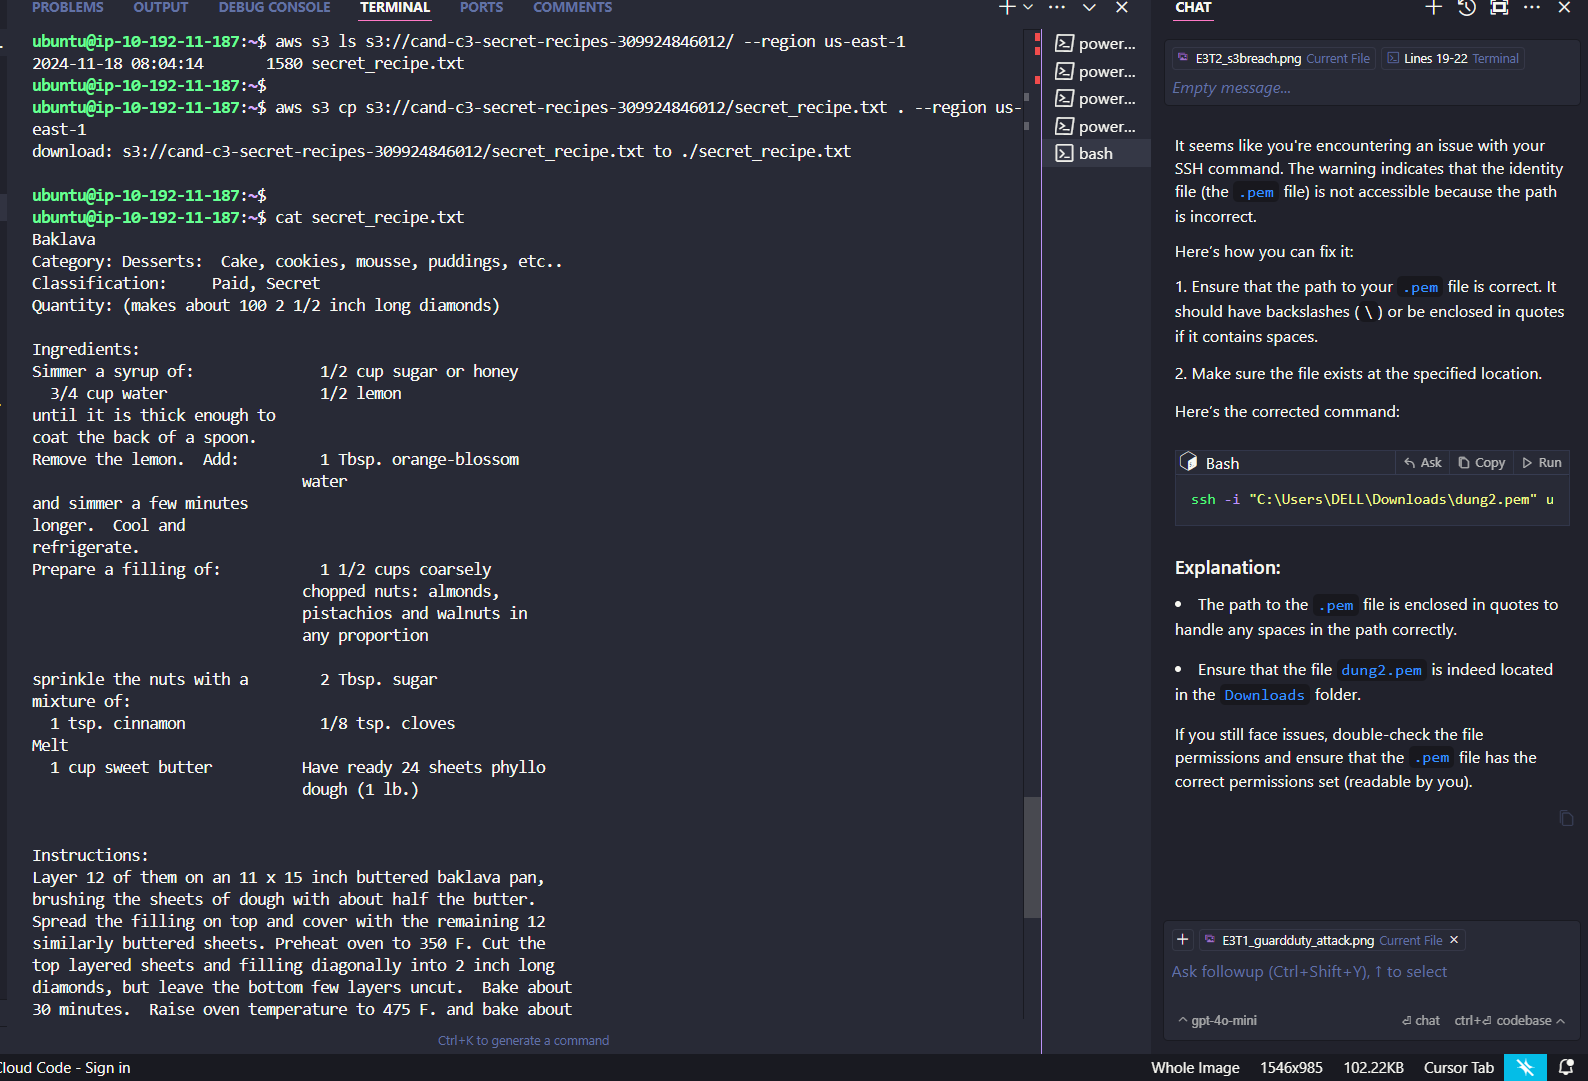 PROBLEMS OUTPUT DEBUG CONSOLE TERMINAL PORTS COMMENTS
ubuntu@ip-10-192-11-187:~$ aws s3 ls s3://cand-c3-secret-recipes-309924846012/ --region us-east-1
2024-11-18 08:04:14       1580 secret_recipe.txt
ubuntu@ip-10-192-11-187:~$
ubuntu@ip-10-192-11-187:~$ aws s3 cp s3://cand-c3-secret-recipes-309924846012/secret_recipe.txt . --region us-
east-1
download: s3://cand-c3-secret-recipes-309924846012/secret_recipe.txt to ./secret_recipe.txt
ubuntu@ip-10-192-11-187:~$
ubuntu@ip-10-192-11-187:~$ cat secret_recipe.txt
Baklava
Category: Desserts:  Cake, cookies, mousse, puddings, etc..
Classification:     Paid, Secret
Quantity: (makes about 100 2 1/2 inch long diamonds)
Ingredients:
Simmer a syrup of:              1/2 cup sugar or honey
  3/4 cup water                 1/2 lemon
until it is thick enough to
coat the back of a spoon.
Remove the lemon.  Add:         1 Tbsp. orange-blossom
                              water
and simmer a few minutes
longer.  Cool and
refrigerate.
Prepare a filling of:           1 1/2 cups coarsely
                              chopped nuts: almonds,
                              pistachios and walnuts in
                              any proportion
sprinkle the nuts with a        2 Tbsp. sugar
mixture of:
  1 tsp. cinnamon               1/8 tsp. cloves
Melt
  1 cup sweet butter          Have ready 24 sheets phyllo
                              dough (1 lb.)
Instructions:
Layer 12 of them on an 11 x 15 inch buttered baklava pan,
brushing the sheets of dough with about half the butter.
Spread the filling on top and cover with the remaining 12
similarly buttered sheets. Preheat oven to 350 F. Cut the
top layered sheets and filling diagonally into 2 inch long
diamonds, but leave the bottom few layers uncut.  Bake about
30 minutes.  Raise oven temperature to 475 F. and bake about
Ctrl+K to generate a command
power...
power...
power...
power...
bash
CHAT
E3T2_s3breach.png Current File Lines 19-22 Terminal
Empty message...
It seems like you're encountering an issue with your
SSH command. The warning indicates that the identity
file (the .pem file) is not accessible because the path
is incorrect.
Here's how you can fix it:
1. Ensure that the path to your .pem file is correct. It
should have backslashes ( \ ) or be enclosed in quotes
if it contains spaces.
2. Make sure the file exists at the specified location.
Here's the corrected command:
Bash Ask Copy Run
ssh -i "C:\Users\DELL\Downloads\dung2.pem" u
Explanation:
• The path to the .pem file is enclosed in quotes to
handle any spaces in the path correctly.
• Ensure that the file dung2.pem is indeed located
in the Downloads folder.
If you still face issues, double-check the file
permissions and ensure that the .pem file has the
correct permissions set (readable by you).
+ E3T1_guardduty_attack.png Current File ×
Ask followup (Ctrl+Shift+Y), ↑ to select
^ gpt-4o-mini ⏎ chat ctrl+⏎ codebase ^
Cloud Code - Sign in Whole Image 1546x985 102.22KB Cursor Tab